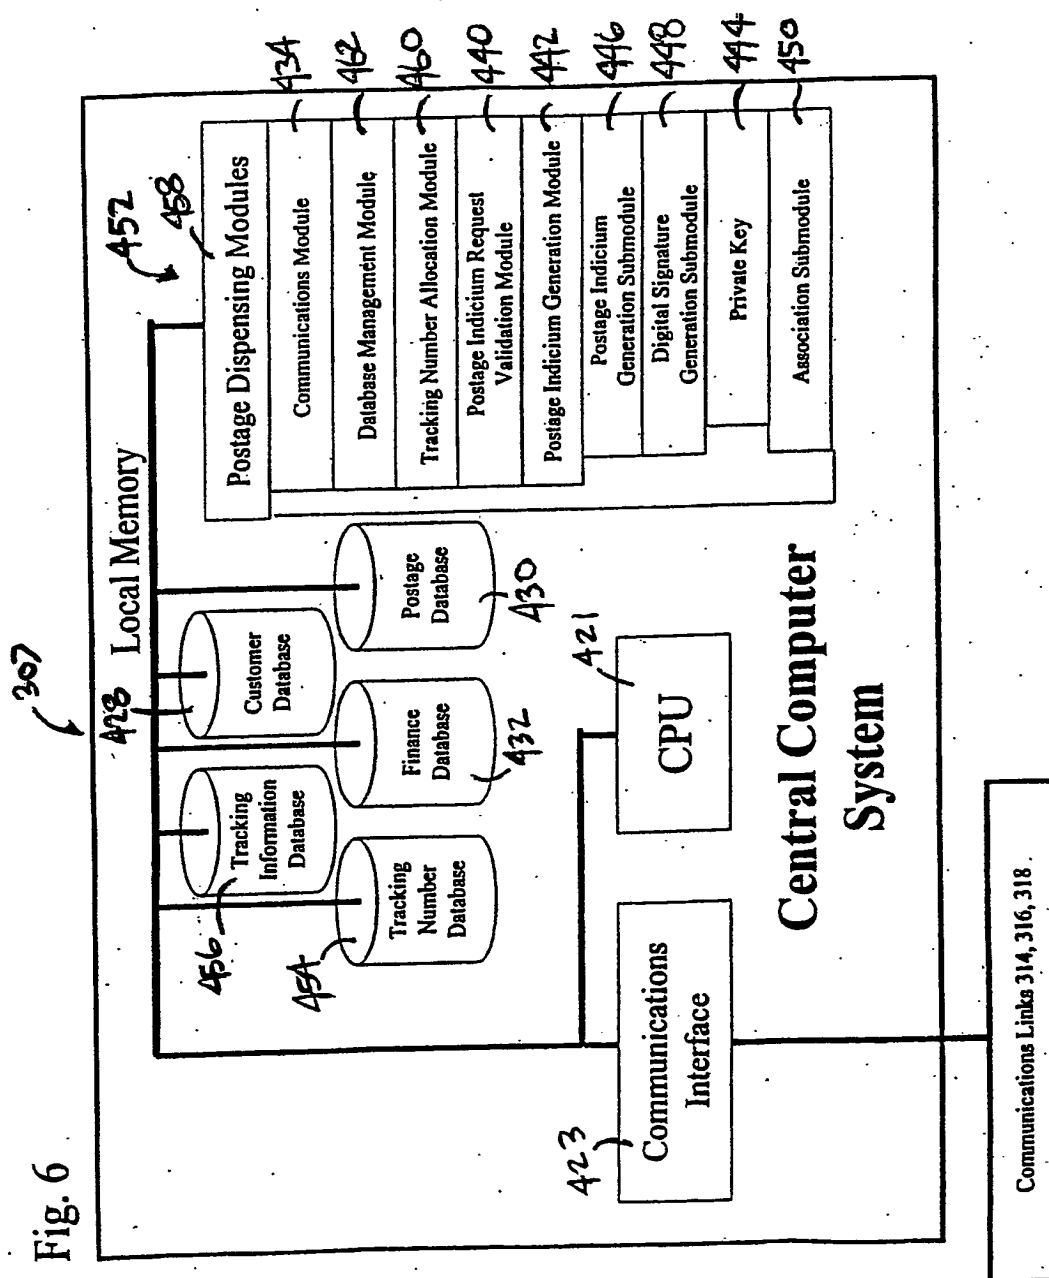 Fig. 6
307
Local Memory
452
458
Postage Dispensing Modules
Communications Module
434
Database Management Module
462
Tracking Number Allocation Module
460
Postage Indicium Request
Validation Module
440
Postage Indicium Generation Module
442
Postage Indicium
Generation Submodule
446
Digital Signature
Generation Submodule
448
Private Key
444
Association Submodule
450
456
Tracking
Information
Database
428
Customer
Database
454
Tracking
Number
Database
Finance
Database
432
Postage
Database
430
423
Communications
Interface
421
CPU
Central Computer
System
Communications Links 314, 316, 318.